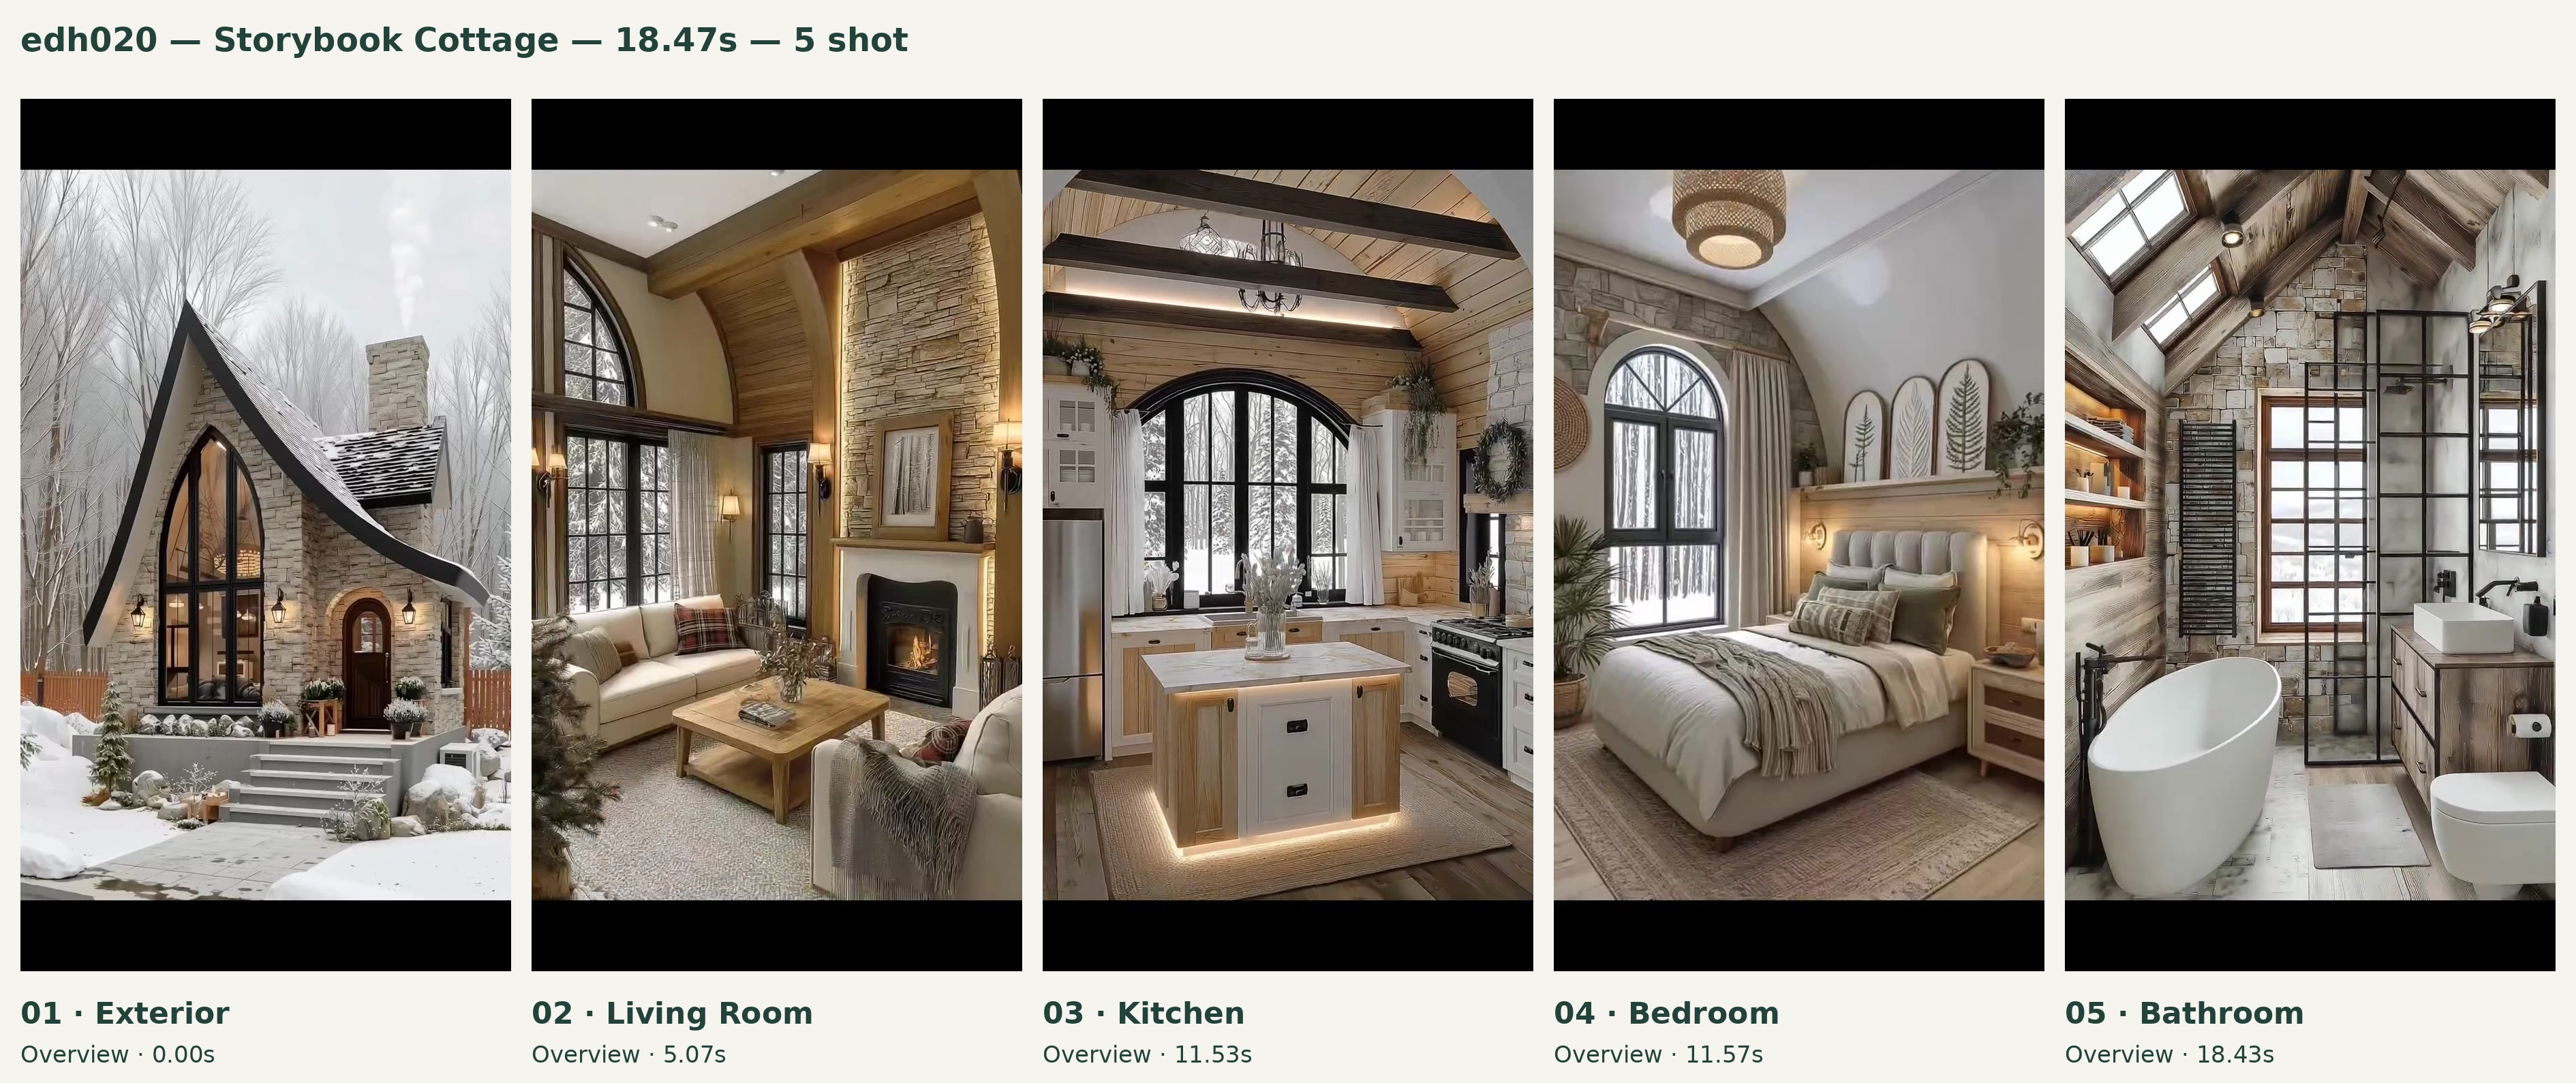 edh020 — Storybook Cottage — 18.47s — 5 shot
01 · Exterior
Overview · 0.00s
02 · Living Room
Overview · 5.07s
03 · Kitchen
Overview · 11.53s
04 · Bedroom
Overview · 11.57s
05 · Bathroom
Overview · 18.43s